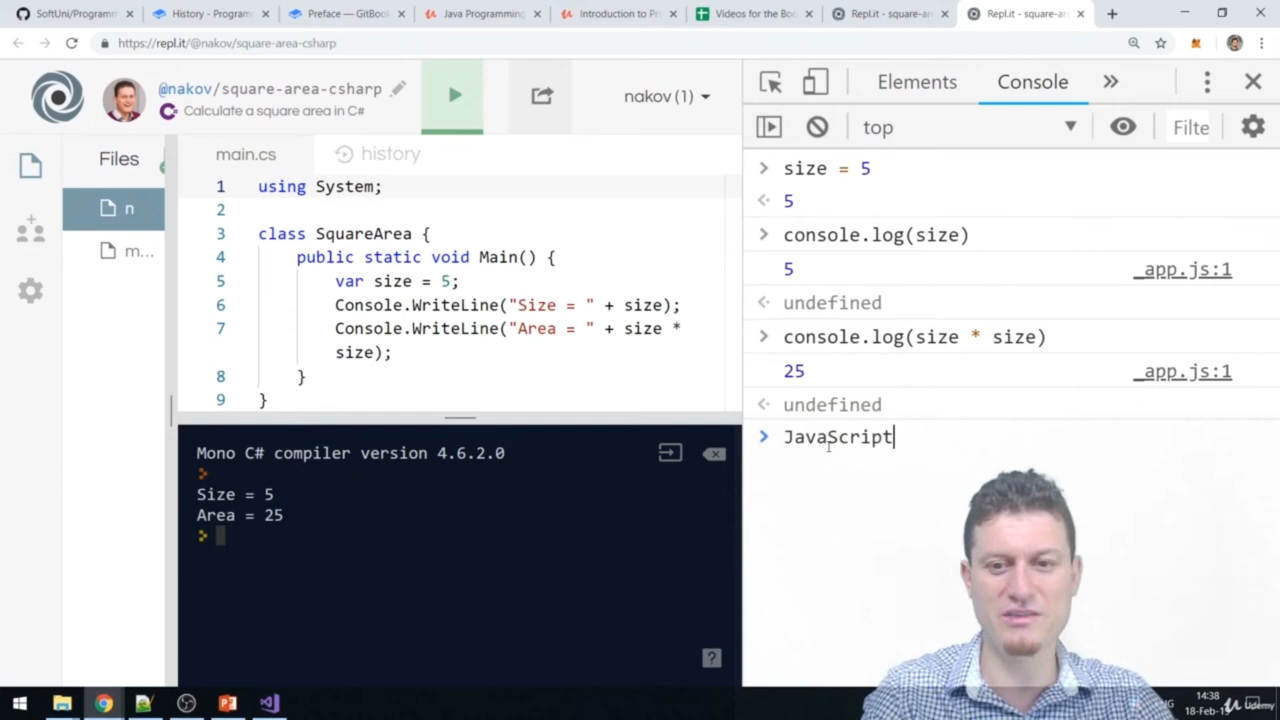 SoftUni/Programm
History - Program
Preface — GitBook
Java Programming
Introduction to Pr
Videos for the Boo
Repl.it - square-ar
Repl.it - square-ar
https://repl.it/@nakov/square-area-csharp
@nakov/square-area-csharp
Calculate a square area in C#
nakov (1)
Elements
Console
top
Filte
Files
n
m...
main.cs
history
1 using System;
2
3 class SquareArea {
4 public static void Main() {
5 var size = 5;
6 Console.WriteLine("Size = " + size);
7 Console.WriteLine("Area = " + size *
size);
8 }
9 }
Mono C# compiler version 4.6.2.0
Size = 5
Area = 25
?
> size = 5
5
> console.log(size)
5 _app.js:1
undefined
> console.log(size * size)
25 _app.js:1
undefined
> JavaScript
14:38
18-Feb-19
Udemy